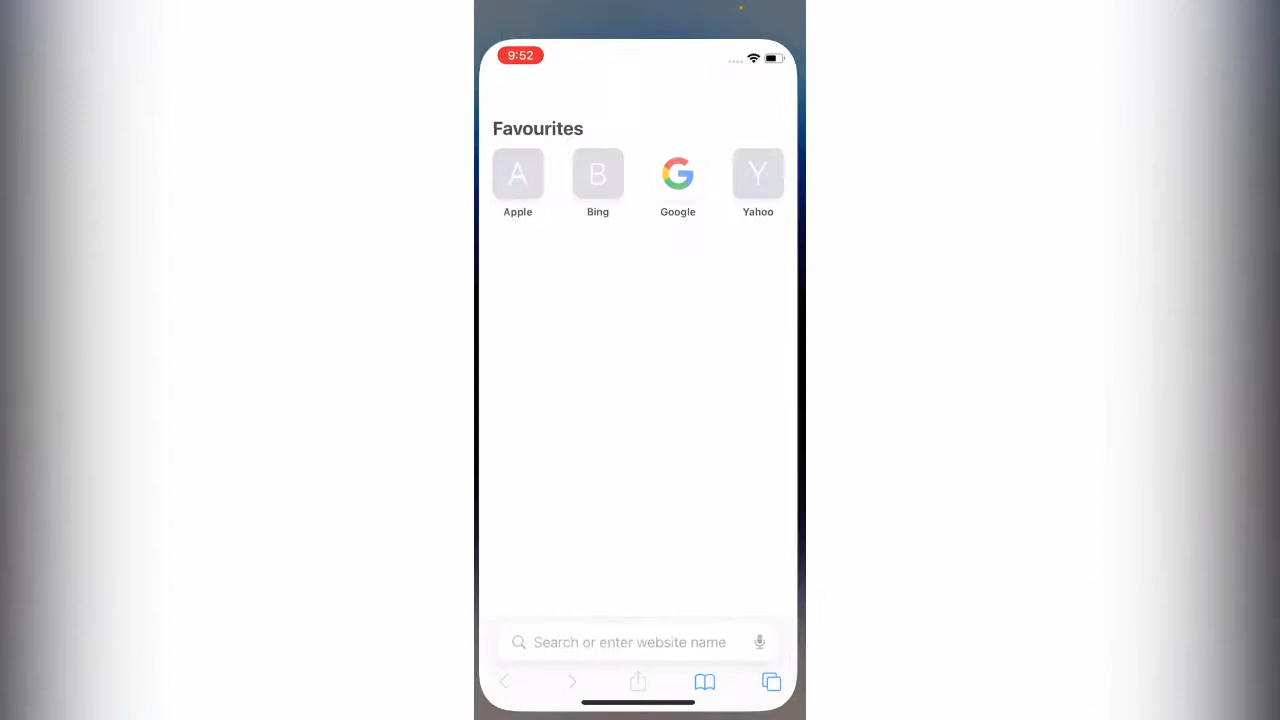 9:52
Favourites
A B G Y
Apple Bing Google Yahoo
Search or enter website name